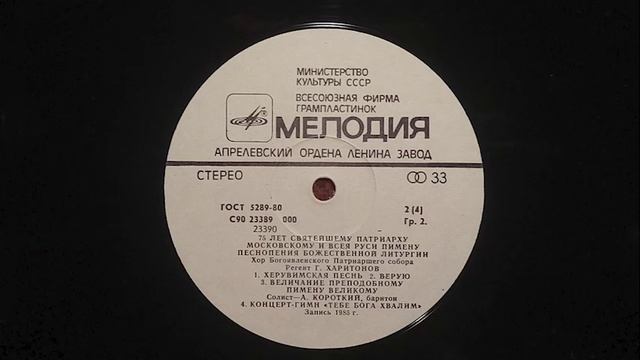 МИНИСТЕРСТВО
КУЛЬТУРЫ СССР
ВСЕСОЮЗНАЯ ФИРМА
ГРАМПЛАСТИНОК
МЕЛОДИЯ
АПРЕЛЕВСКИЙ ОРДЕНА ЛЕНИНА ЗАВОД
СТЕРЕО 33
ГОСТ 5289-80 2 (4)
С90 23389 000 Гр. 2.
23390
75 ЛЕТ СВЯТЕЙШЕМУ ПАТРИАРХУ
МОСКОВСКОМУ И ВСЕЯ РУСИ ПИМЕНУ
ПЕСНОПЕНИЯ БОЖЕСТВЕННОЙ ЛИТУРГИИ
Хор Богоявленского Патриаршего собора
Регент Г. ХАРИТОНОВ
1. ХЕРУВИМСКАЯ ПЕСНЬ 2. ВЕРУЮ
3. ВЕЛИЧАНИЕ ПРЕПОДОБНОМУ
ПИМЕНУ ВЕЛИКОМУ
Солист—А. КОРОТКИЙ, баритон
4. КОНЦЕРТ-ГИМН «ТЕБЕ БОГА ХВАЛИМ»
Запись 1985 г.